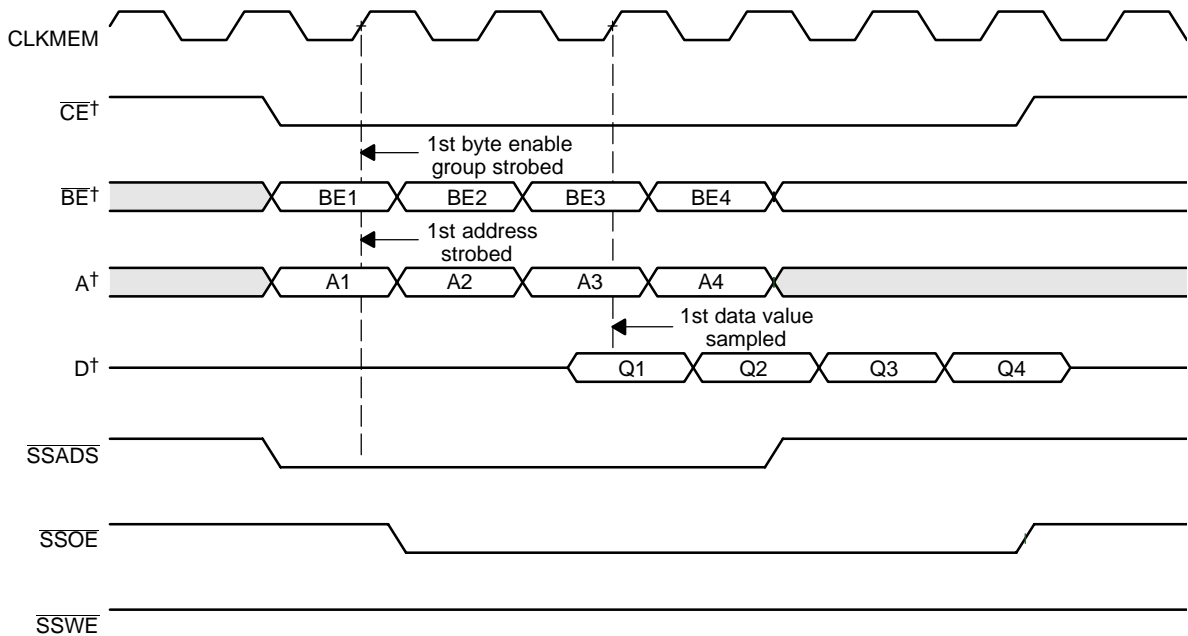 CLKMEM
CE†
1st byte enable
group strobed
BE†
BE1 BE2 BE3 BE4
1st address
strobed
A†
A1 A2 A3 A4
1st data value
sampled
D†
Q1 Q2 Q3 Q4
SSADS
SSOE
SSWE